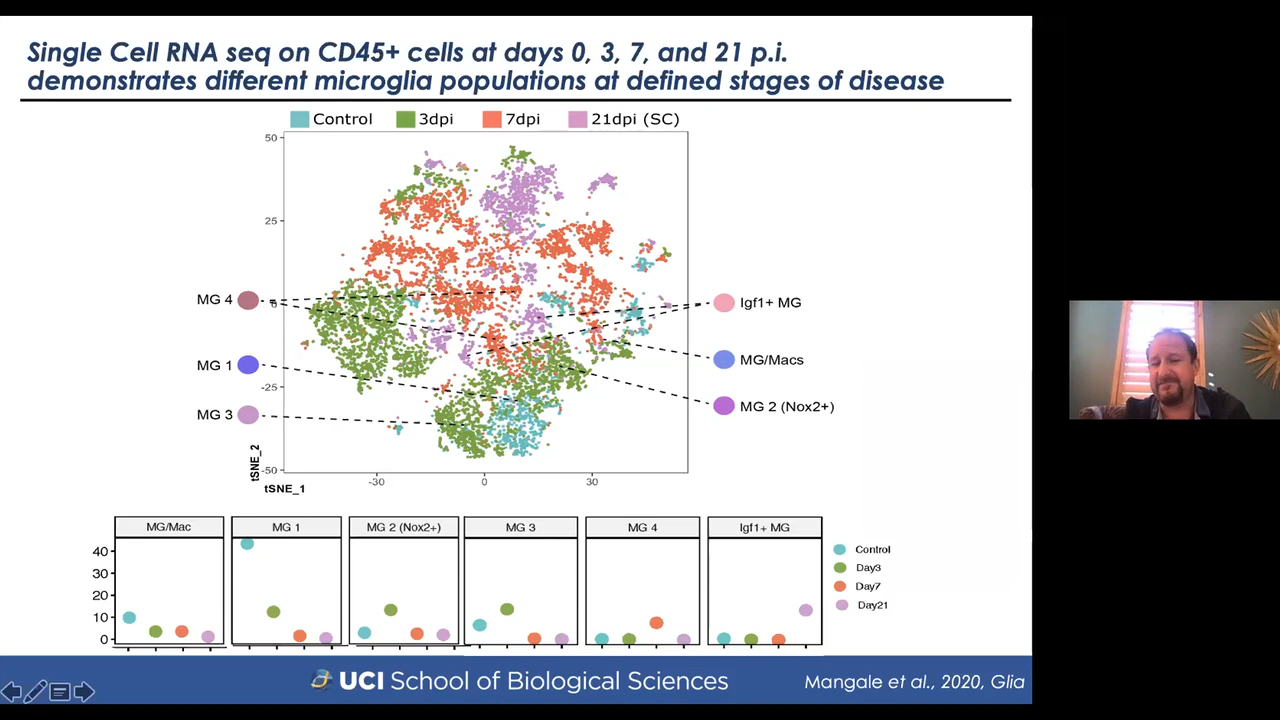 Single Cell RNA seq on CD45+ cells at days 0, 3, 7, and 21 p.i.
demonstrates different microglia populations at defined stages of disease
Control 3dpi 7dpi 21dpi (SC)
50
25
-25
-50
-30 0 30
tSNE_2
tSNE_1
MG 4
MG 1
MG 3
Igf1+ MG
MG/Macs
MG 2 (Nox2+)
MG/Mac MG 1 MG 2 (Nox2+) MG 3 MG 4 Igf1+ MG
40
30
20
10
0
Control
Day3
Day7
Day21
UCI School of Biological Sciences
Mangale et al., 2020, Glia